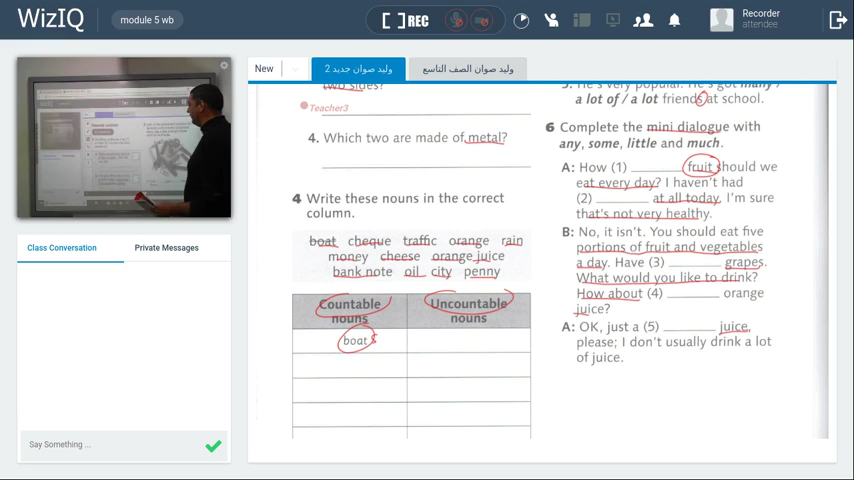 WizIQ
module 5 wb
REC
Recorder
attendee
New
وليد صوان جديد 2
وليد صوان الصف التاسع
two sides?
Teacher3
4. Which two are made of metal?
4 Write these nouns in the correct
column.
boat cheque traffic orange rain
money cheese orange juice
bank note oil city penny
Countable
nouns
Uncountable
nouns
boat s
5. He's very popular. He's got many /
a lot of / a lot friends at school.
6 Complete the mini dialogue with
any, some, little and much.
A: How (1) ________ fruit should we
eat every day? I haven't had
(2) ________ at all today. I'm sure
that's not very healthy.
B: No, it isn't. You should eat five
portions of fruit and vegetables
a day. Have (3) ________ grapes.
What would you like to drink?
How about (4) ________ orange
juice?
A: OK, just a (5) ________ juice,
please; I don't usually drink a lot
of juice.
Class Conversation
Private Messages
Say Something ...